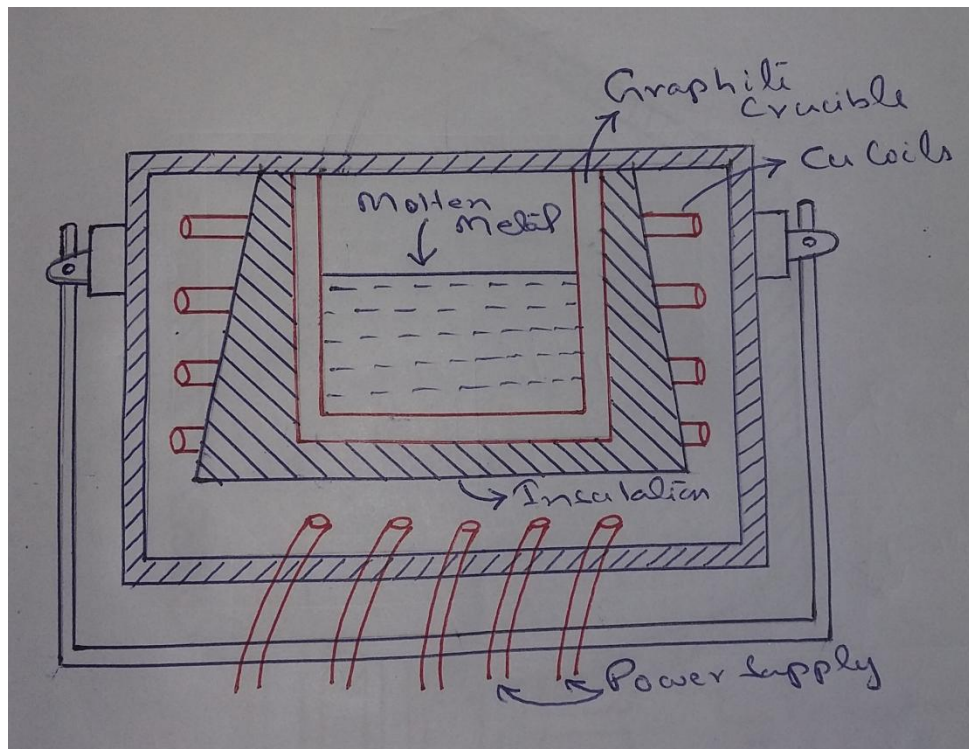 Graphite
Crucible
Cu Coils
Molten
Metal
Insulation
Power Supply